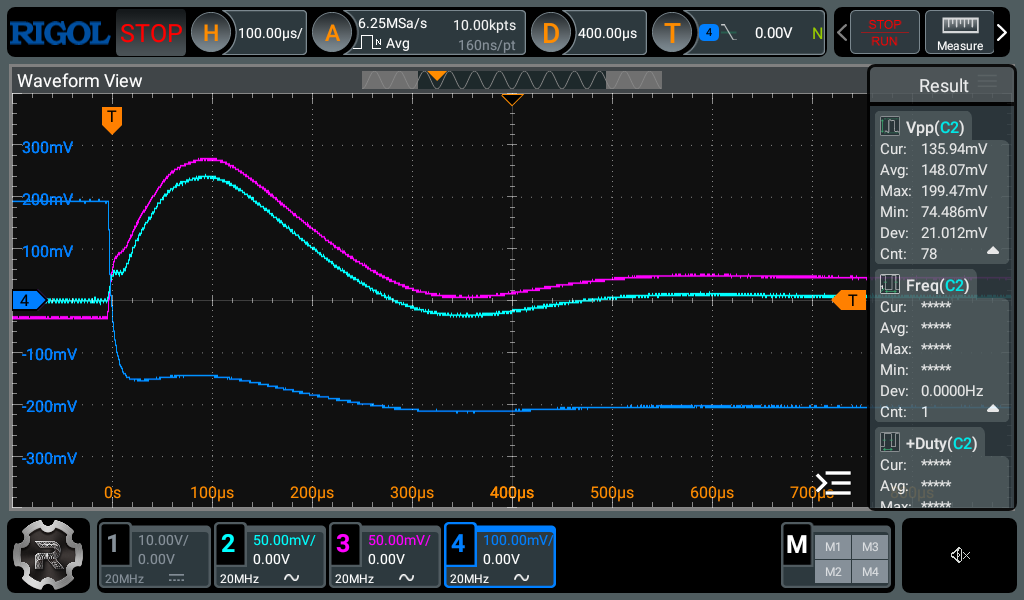 RIGOL STOP H 100.00µs/ A 6.25MSa/s 10.00kpts D 400.00µs T 4 0.00V N STOP
N Avg 160ns/pt RUN Measure
Waveform View Result
T
Vpp(C2)
Cur: 135.94mV
Avg: 148.07mV
Max: 199.47mV
Min: 74.486mV
Dev: 21.012mV
Cnt: 78
Freq(C2)
Cur: *****
Avg: *****
Max: *****
Min: *****
Dev: 0.0000Hz
Cnt: 1
+Duty(C2)
Cur: *****
Avg: *****
Max: *****
300mV
200mV
100mV
4 T
-100mV
-200mV
-300mV
0s 100µs 200µs 300µs 400µs 500µs 600µs 700µs
1 10.00V/ 0.00V 20MHz
2 50.00mV/ 0.00V 20MHz
3 50.00mV/ 0.00V 20MHz
4 100.00mV/ 0.00V 20MHz
M M1 M3
M2 M4